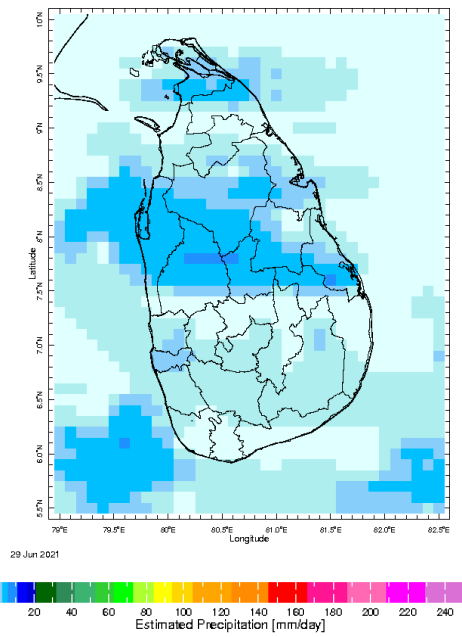 10°N
9.5°N
9°N
8.5°N
8°N
7.5°N
7.0°N
6.5°N
6.0°N
5.5°N
Latitude
79°E 79.5°E 80°E 80.5°E 81°E 81.5°E 82.0°E 82.5°E
Longitude
29 Jun 2021
20 40 60 80 100 120 140 160 180 200 220 240
Estimated Precipitation [mm/day]